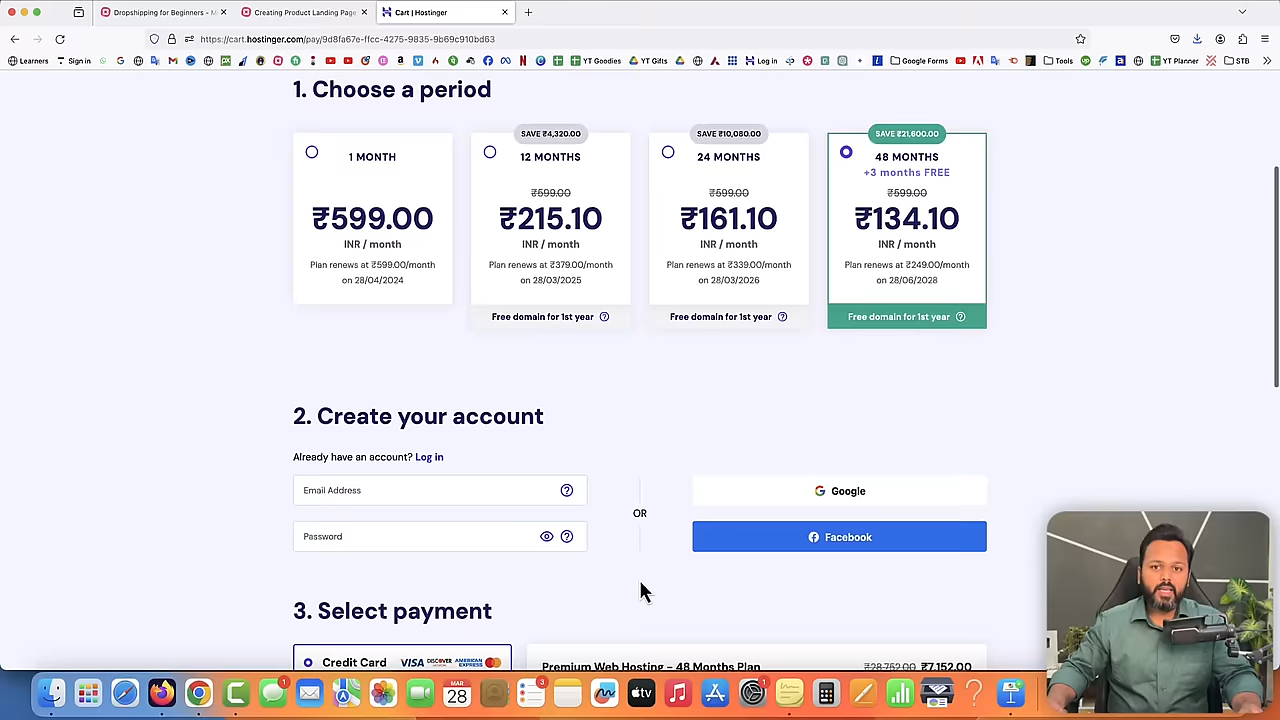 Dropshipping for Beginners - M
Creating Product Landing Page
Cart | Hostinger
https://cart.hostinger.com/pay/9d8fa67e-ffcc-4275-9835-9b69c910bd63
Learners
Sign in
YT Goodies
YT Gifts
Log in
Google Forms
Tools
YT Planner
STB
1. Choose a period
SAVE ₹4,320.00
SAVE ₹10,080.00
SAVE ₹21,600.00
1 MONTH
12 MONTHS
24 MONTHS
48 MONTHS
+3 months FREE
₹599.00
₹599.00
₹599.00
₹599.00
₹215.10
₹161.10
₹134.10
INR / month
INR / month
INR / month
INR / month
Plan renews at ₹599.00/month
on 28/04/2024
Plan renews at ₹379.00/month
on 28/03/2025
Plan renews at ₹339.00/month
on 28/03/2026
Plan renews at ₹249.00/month
on 28/06/2028
Free domain for 1st year
Free domain for 1st year
Free domain for 1st year
2. Create your account
Already have an account? Log in
Email Address
Password
OR
Google
Facebook
3. Select payment
Credit Card
VISA
DISCOVER
AMERICAN EXPRESS
Premium Web Hosting – 48 Months Plan
₹28,752.00 ₹7,152.00
MAR
28
tv
1
3
1